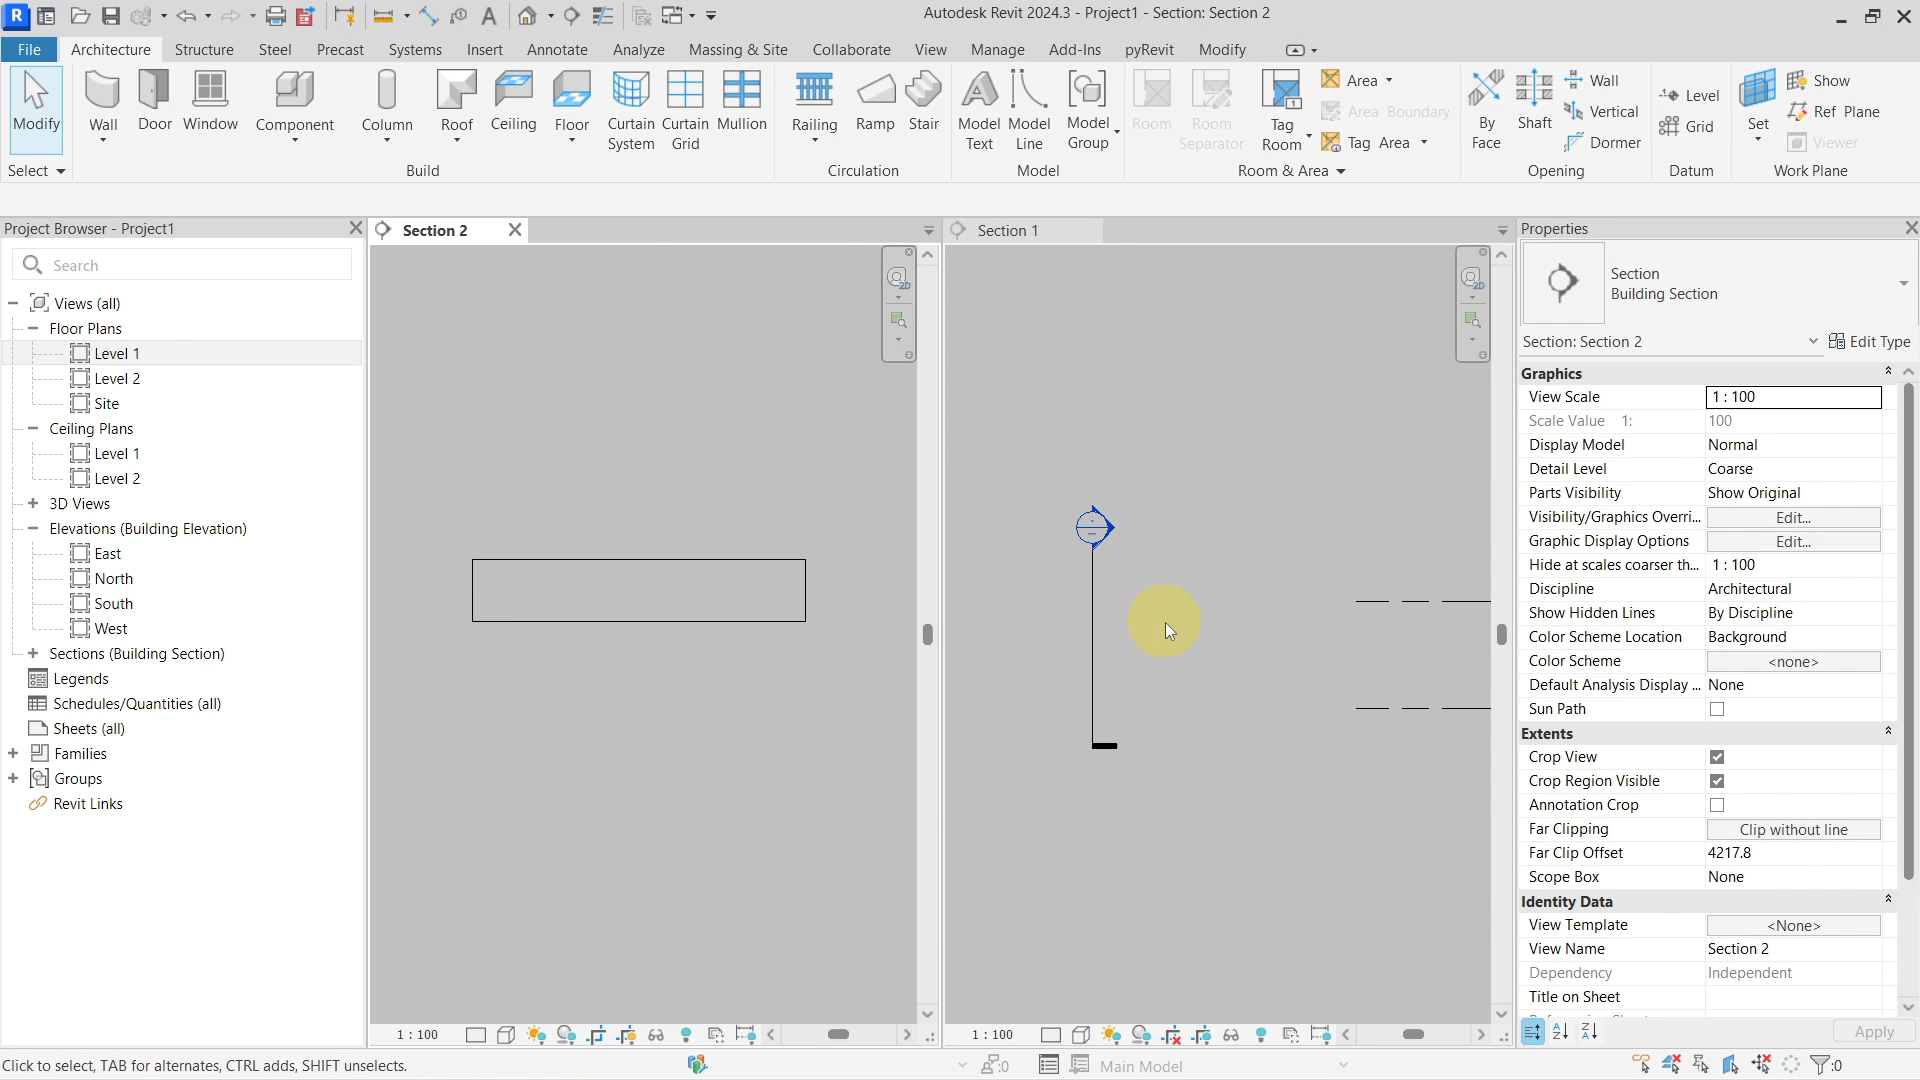 Autodesk Revit 2024.3 - Project1 - Section: Section 2
File Architecture Structure Steel Precast Systems Insert Annotate Analyze Massing & Site Collaborate View Manage Add-Ins pyRevit Modify
Modify Wall Door Window Component Column Roof Ceiling Floor Curtain System Curtain Grid Mullion Railing Ramp Stair Model Text Model Line Model Group Room Room Separator Tag Room Area Area Boundary Tag Area By Face Shaft Wall Vertical Dormer Level Grid Set Show Ref Plane Viewer
Select Build Circulation Model Room & Area Opening Datum Work Plane
Project Browser - Project1
Search
Views (all)
Floor Plans
Level 1
Level 2
Site
Ceiling Plans
Level 1
Level 2
3D Views
Elevations (Building Elevation)
East
North
South
West
Sections (Building Section)
Legends
Schedules/Quantities (all)
Sheets (all)
Families
Groups
Revit Links
Section 2
2D
1 : 100
Section 1
2D
1 : 100
Properties
Section
Building Section
Section: Section 2 Edit Type
Graphics
View Scale 1 : 100
Scale Value 1: 100
Display Model Normal
Detail Level Coarse
Parts Visibility Show Original
Visibility/Graphics Overri... Edit...
Graphic Display Options Edit...
Hide at scales coarser th... 1 : 100
Discipline Architectural
Show Hidden Lines By Discipline
Color Scheme Location Background
Color Scheme <none>
Default Analysis Display ... None
Sun Path
Extents
Crop View
Crop Region Visible
Annotation Crop
Far Clipping Clip without line
Far Clip Offset 4217.8
Scope Box None
Identity Data
View Template <None>
View Name Section 2
Dependency Independent
Title on Sheet
Apply
Click to select, TAB for alternates, CTRL adds, SHIFT unselects. :0 Main Model :0